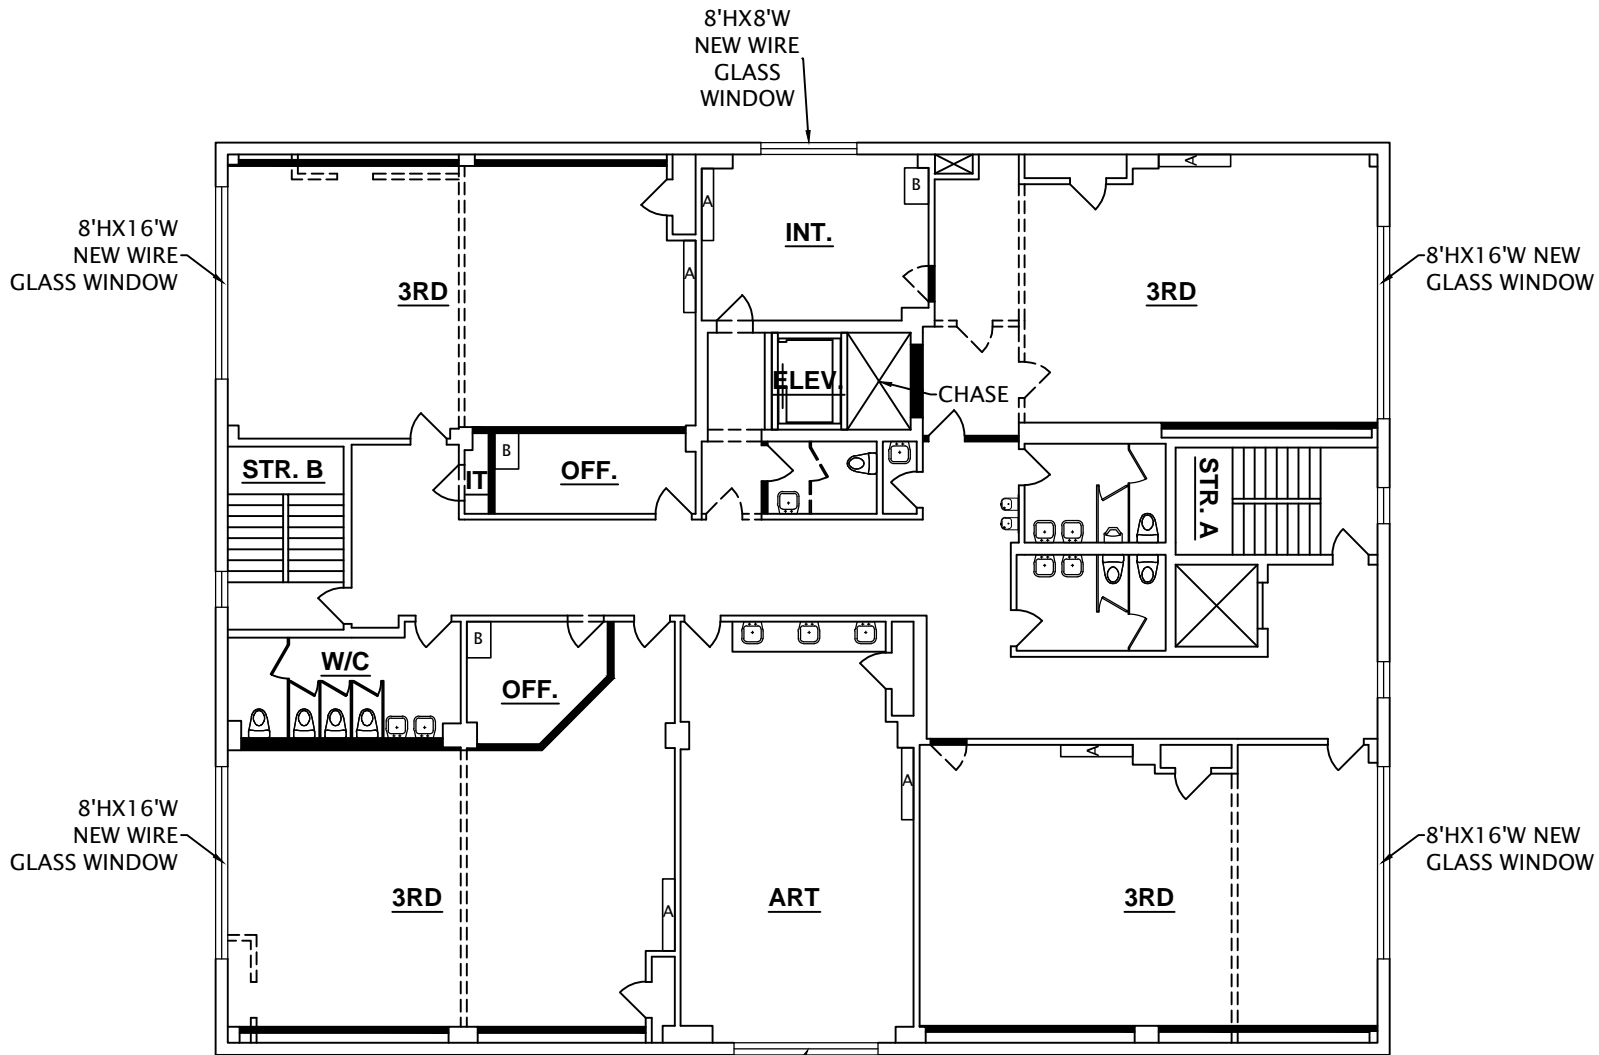 8'HX8'W
NEW WIRE
GLASS
WINDOW
8'HX16'W
NEW WIRE
GLASS WINDOW
3RD
A
A
INT.
B
A
3RD
8'HX16'W NEW
GLASS WINDOW
ELEV.
CHASE
STR. B
IT
B
OFF.
STR. A
W/C
B
OFF.
8'HX16'W
NEW WIRE
GLASS WINDOW
3RD
A
ART
A
A
3RD
8'HX16'W NEW
GLASS WINDOW